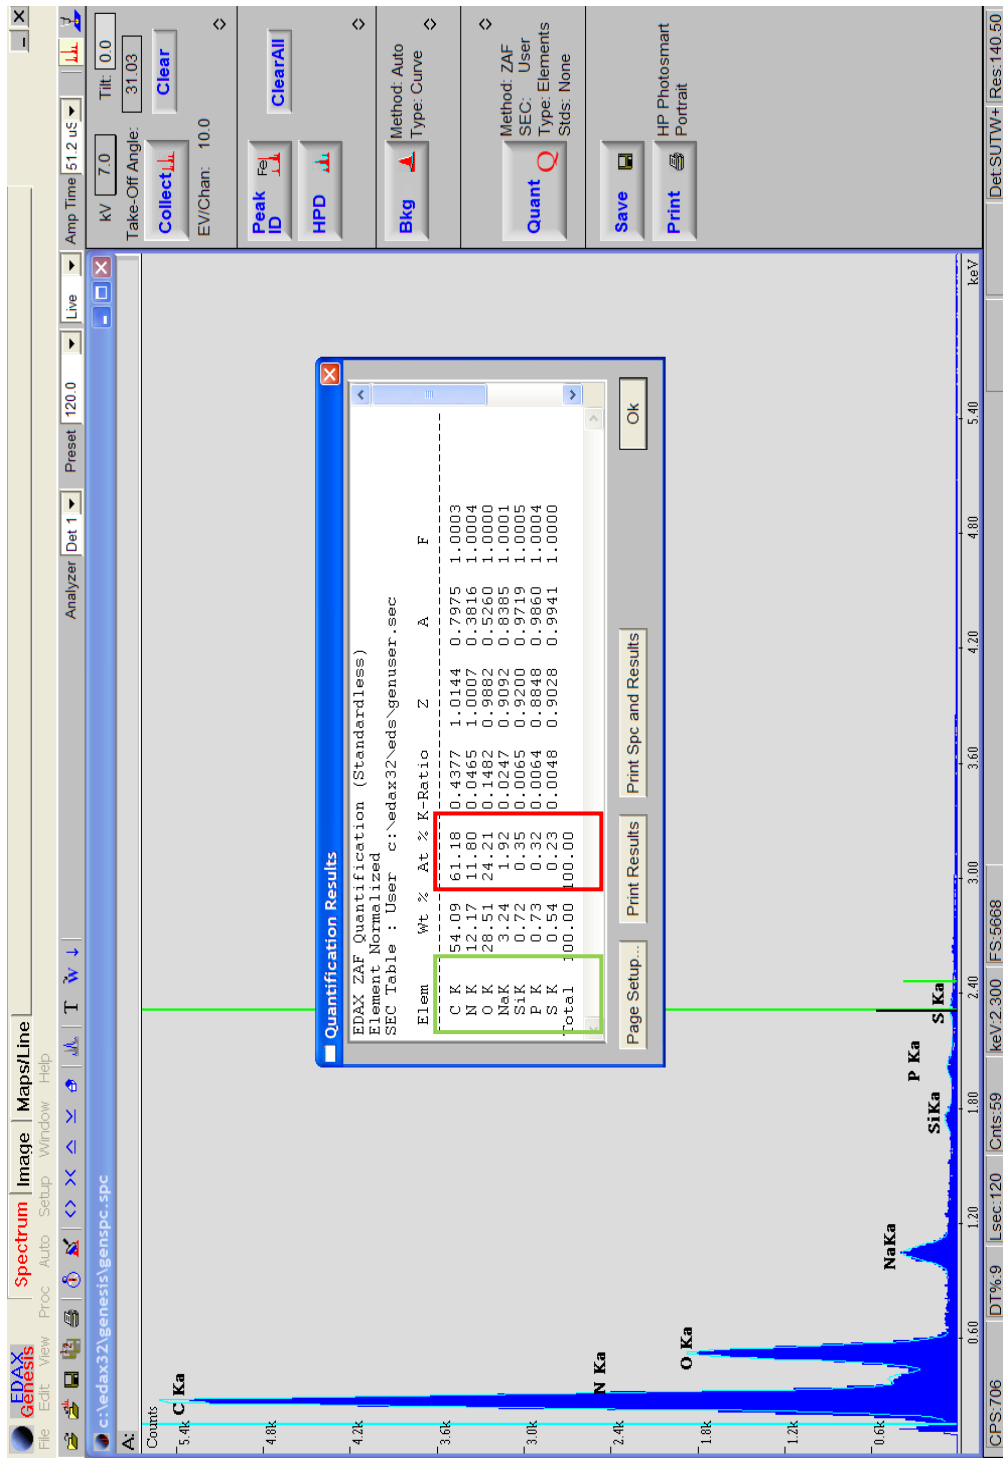 EDAX
Genesis
Spectrum Image Maps/Line
File Edit View Proc Auto Setup Window Help
T W
Analyzer Det 1 Preset 120.0 Live Amp Time 51.2 uS
c:\edax32\genesis\genspc.spc
A:
Counts
5.4k
4.8k
4.2k
3.6k
3.0k
2.4k
1.8k
1.2k
0.6k
C Ka
N Ka
O Ka
NaKa
SiKa
P Ka
S Ka
0.60 1.20 1.80 2.40 3.00 3.60 4.20 4.80 5.40 keV
Quantification Results
EDAX ZAF Quantification (Standardless)
Element Normalized
SEC Table : User c:\edax32\eds\genuser.sec
Elem Wt % At % K-Ratio Z A F
C K 54.09 61.18 0.4377 1.0144 0.7975 1.0003
N K 12.17 11.80 0.0465 1.0007 0.3816 1.0004
O K 28.51 24.21 0.1482 0.9882 0.5260 1.0000
NaK 3.24 1.92 0.0247 0.9092 0.8385 1.0001
SiK 0.72 0.35 0.0065 0.9200 0.9719 1.0005
P K 0.73 0.32 0.0064 0.8848 0.9860 1.0004
S K 0.54 0.23 0.0048 0.9028 0.9941 1.0000
Total 100.00 100.00
Page Setup... Print Results Print Spc and Results Ok
kV 7.0 Tilt: 0.0
Take-Off Angle: 31.03
Collect Clear
EV/Chan: 10.0
Peak ID Fe ClearAll
HPD
Bkg
Method: Auto
Type: Curve
Quant Q
Method: ZAF
SEC: User
Type: Elements
Stds: None
Save
Print
HP Photosmart
Portrait
CPS:706 DT%:9 Lsec:120 Cnts:59 keV:2.300 FS:5668 Det:SUTW+ Res:140.50